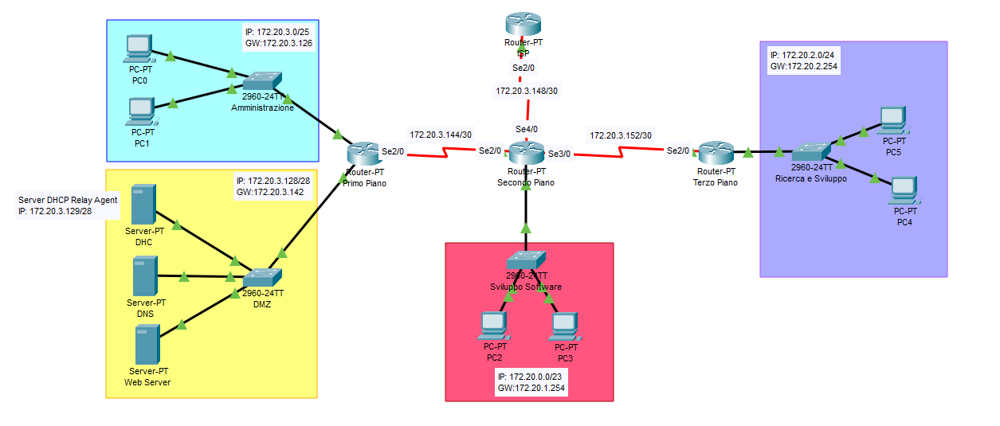 IP: 172.20.3.0/25
GW:172.20.3.126
PC-PT
PC0
PC-PT
PC1
2960-24TT
Amministrazione
Router-PT
ISP
Se2/0
172.20.3.148/30
Se4/0
IP: 172.20.2.0/24
GW:172.20.2.254
PC-PT
PC5
2960-24TT
Ricerca e Sviluppo
PC-PT
PC4
172.20.3.144/30
172.20.3.152/30
Se2/0
Se2/0
Se3/0
Se2/0
Router-PT
Primo Piano
Router-PT
Secondo Piano
Router-PT
Terzo Piano
IP: 172.20.3.128/28
GW:172.20.3.142
Server DHCP Relay Agent
IP: 172.20.3.129/28
Server-PT
DHC
Server-PT
DNS
2960-24TT
DMZ
Server-PT
Web Server
2960-24TT
Sviluppo Software
PC-PT
PC2
PC-PT
PC3
IP: 172.20.0.0/23
GW:172.20.1.254